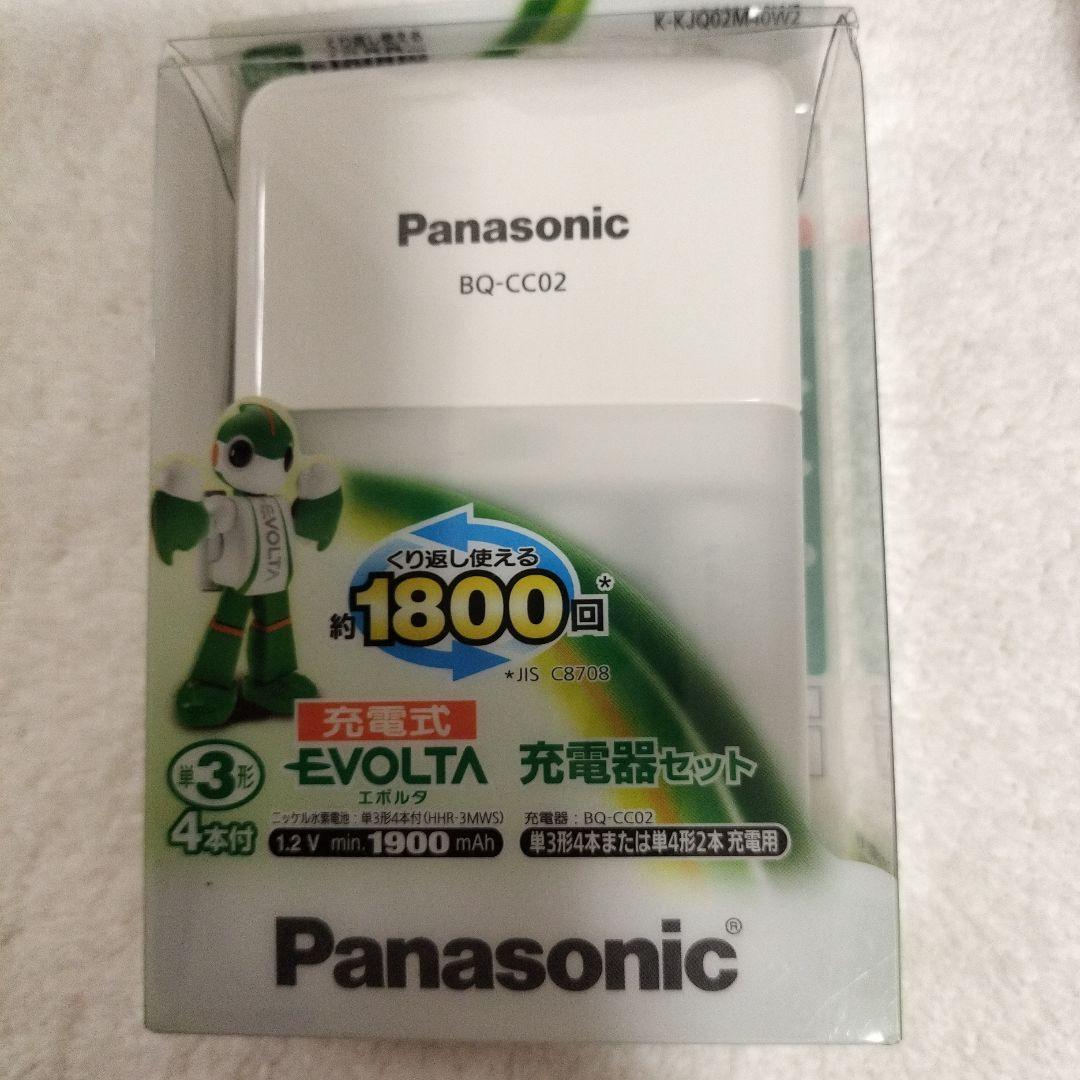 K-KJQ02M40W2
Panasonic
BQ-CC02
EVOLTA
くり返し使える
約1800回*
*JIS C8708
充電式
EVOLTA 充電器セット
エボルタ
単3形
4本付
ニッケル水素電池：単3形4本付(HHR-3MWS)
1.2 V min.1900 mAh
充電器：BQ-CC02
単3形4本または単4形2本 充電用
Panasonic®